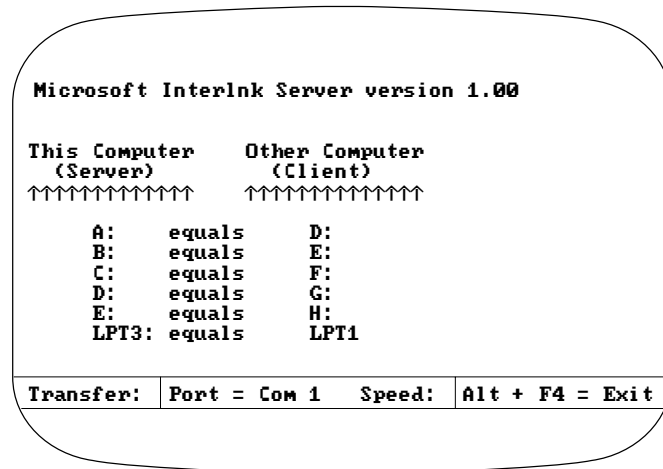 Microsoft Interlnk Server version 1.00
This Computer Other Computer
(Server) (Client)
↑↑↑↑↑↑↑↑↑↑↑↑↑ ↑↑↑↑↑↑↑↑↑↑↑↑↑↑
A: equals D:
B: equals E:
C: equals F:
D: equals G:
E: equals H:
LPT3: equals LPT1
Transfer: Port = Com 1 Speed: Alt + F4 = Exit